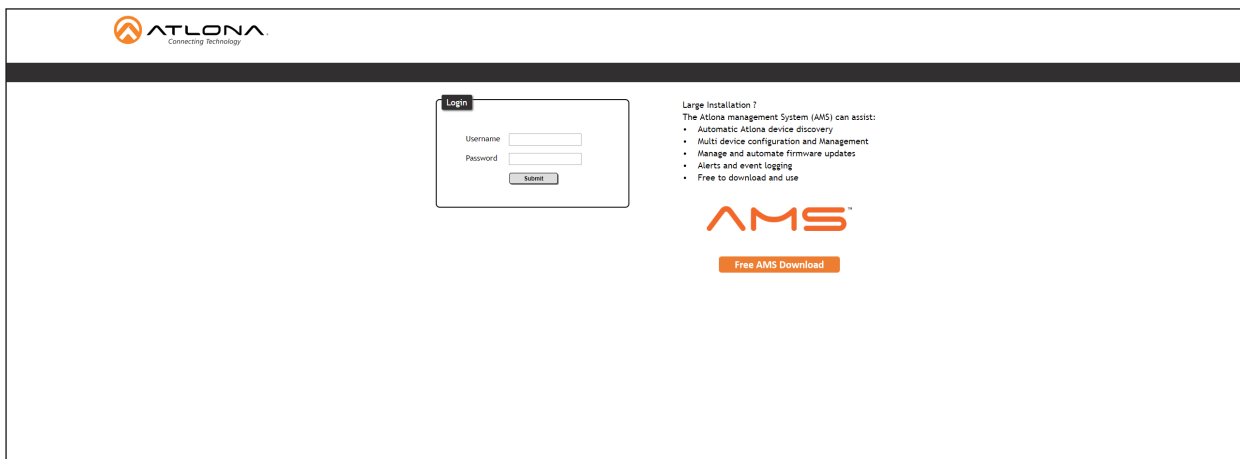 ATLONA.
Connecting Technology
Login
Username
Password
Submit
Large Installation ?
The Atlona management System (AMS) can assist:
• Automatic Atlona device discovery
• Multi device configuration and Management
• Manage and automate firmware updates
• Alerts and event logging
• Free to download and use
AMS™
Free AMS Download